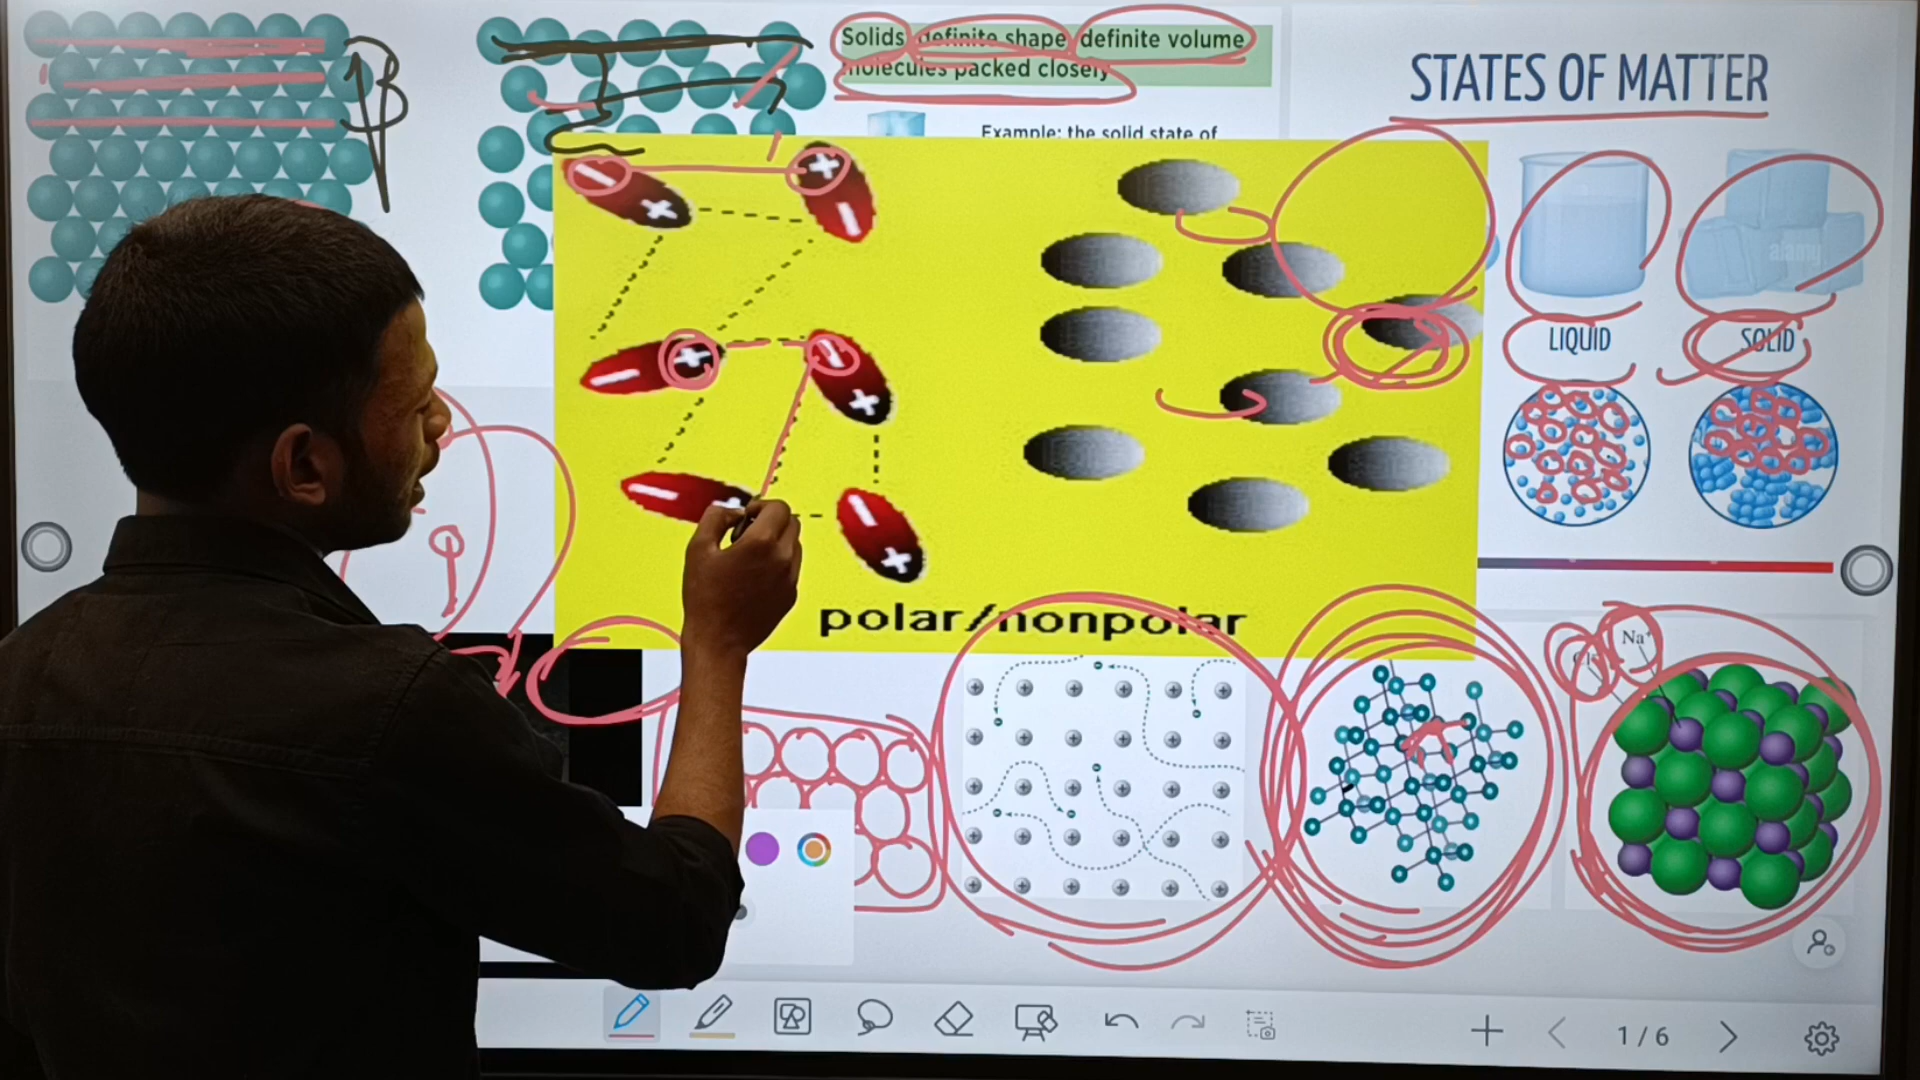 Solids definite shape definite volume
molecules packed closely
Example: the solid state of
STATES OF MATTER
alamy
LIQUID
SOLID
polar/nonpolar
Na⁺
1 / 6